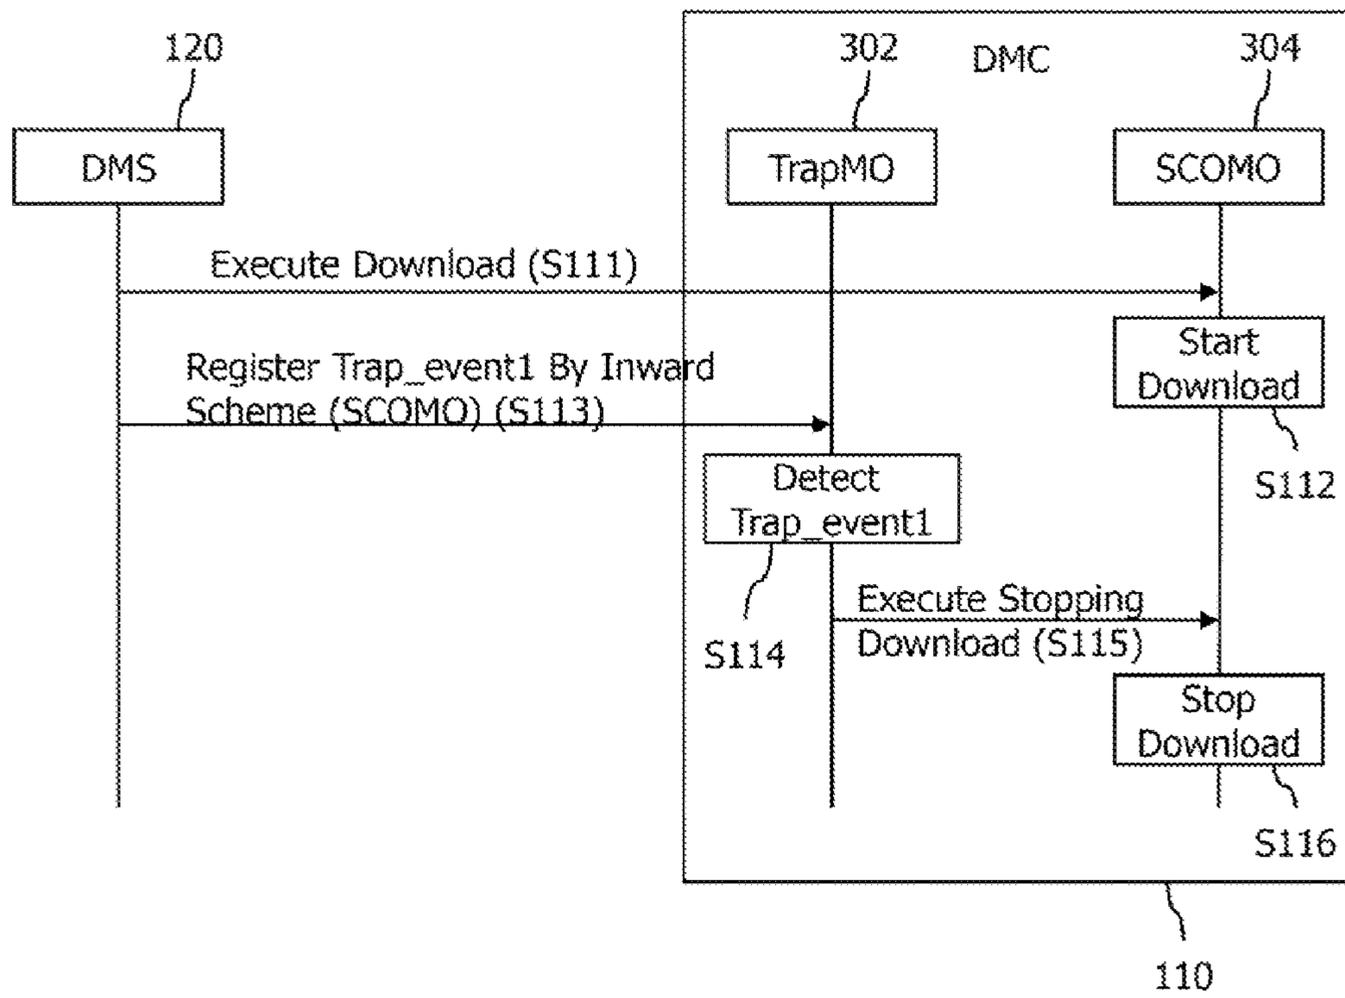 120
302
DMC
304
DMS
TrapMO
SCOMO
Execute Download (S111)
Start
Download
Register Trap_event1 By Inward
Scheme (SCOMO) (S113)
S112
Detect
Trap_event1
Execute Stopping
Download (S115)
S114
Stop
Download
S116
110